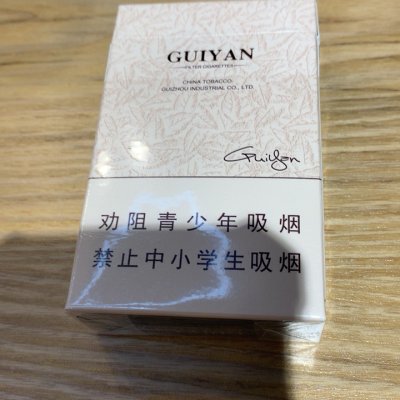 GUIYAN
FILTER CIGARETTES
CHINA TOBACCO
GUIZHOU INDUSTRIAL CO., LTD.
GuiYan
劝阻青少年吸烟
禁止中小学生吸烟